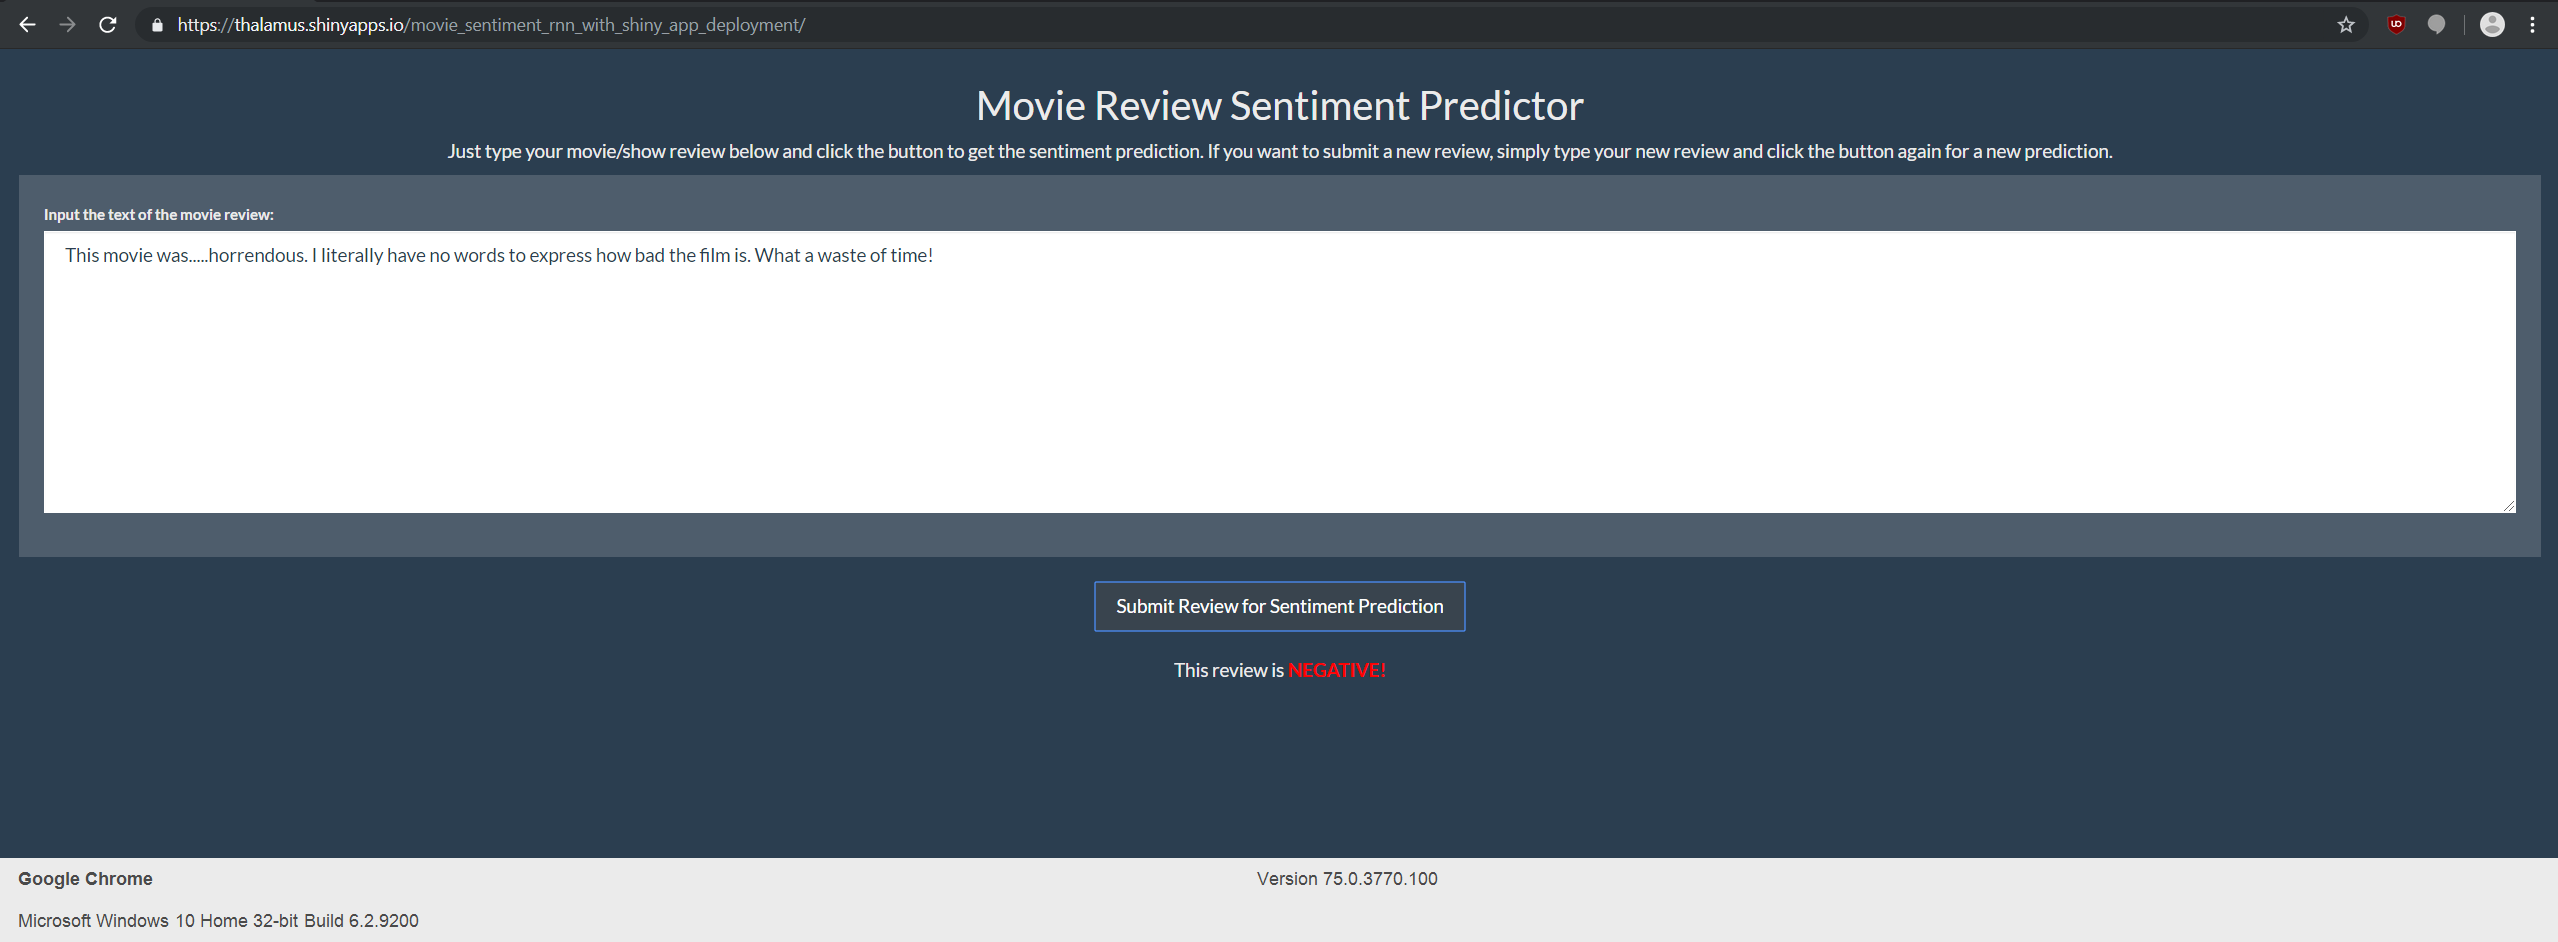 https://thalamus.shinyapps.io/movie_sentiment_rnn_with_shiny_app_deployment/
Movie Review Sentiment Predictor
Just type your movie/show review below and click the button to get the sentiment prediction. If you want to submit a new review, simply type your new review and click the button again for a new prediction.
Input the text of the movie review:
This movie was.....horrendous. I literally have no words to express how bad the film is. What a waste of time!
Submit Review for Sentiment Prediction
This review is NEGATIVE!
Google Chrome Version 75.0.3770.100
Microsoft Windows 10 Home 32-bit Build 6.2.9200